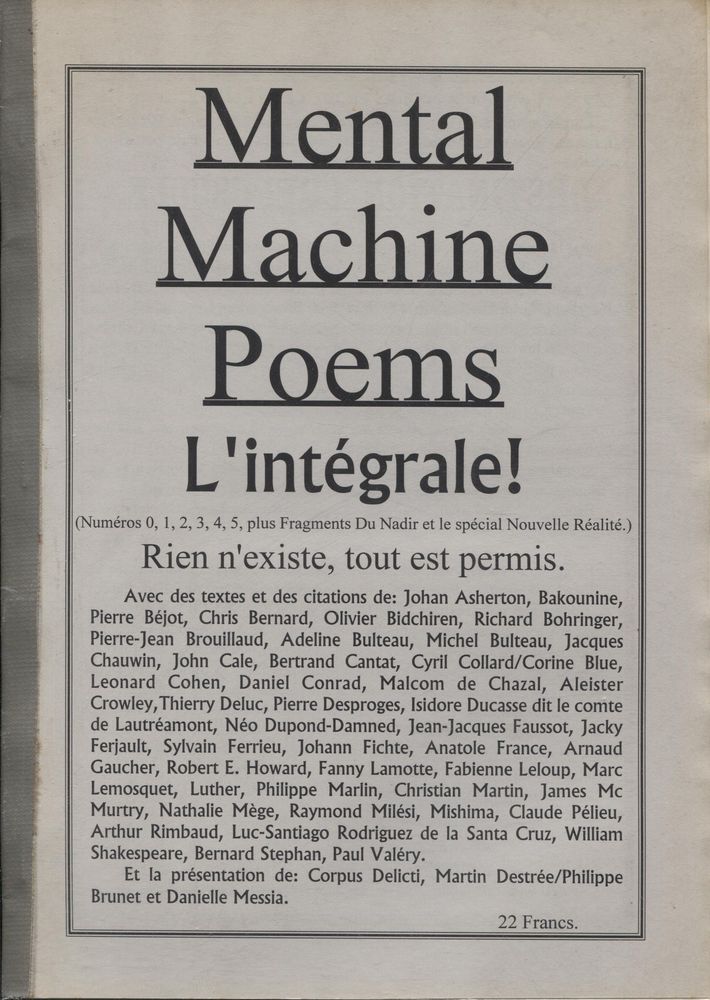 Mental
Machine
Poems
L'intégrale!
(Numéros 0, 1, 2, 3, 4, 5, plus Fragments Du Nadir et le spécial Nouvelle Réalité.)
Rien n'existe, tout est permis.
Avec des textes et des citations de: Johan Asherton, Bakounine,
Pierre Béjot, Chris Bernard, Olivier Bidchiren, Richard Bohringer,
Pierre-Jean Brouillaud, Adeline Bulteau, Michel Bulteau, Jacques
Chauwin, John Cale, Bertrand Cantat, Cyril Collard/Corine Blue,
Leonard Cohen, Daniel Conrad, Malcom de Chazal, Aleister
Crowley,Thierry Deluc, Pierre Desproges, Isidore Ducasse dit le comte
de Lautréamont, Néo Dupond-Damned, Jean-Jacques Faussot, Jacky
Ferjault, Sylvain Ferrieu, Johann Fichte, Anatole France, Arnaud
Gaucher, Robert E. Howard, Fanny Lamotte, Fabienne Leloup, Marc
Lemosquet, Luther, Philippe Marlin, Christian Martin, James Mc
Murtry, Nathalie Mège, Raymond Milési, Mishima, Claude Pélieu,
Arthur Rimbaud, Luc-Santiago Rodriguez de la Santa Cruz, William
Shakespeare, Bernard Stephan, Paul Valéry.
Et la présentation de: Corpus Delicti, Martin Destrée/Philippe
Brunet et Danielle Messia.
22 Francs.